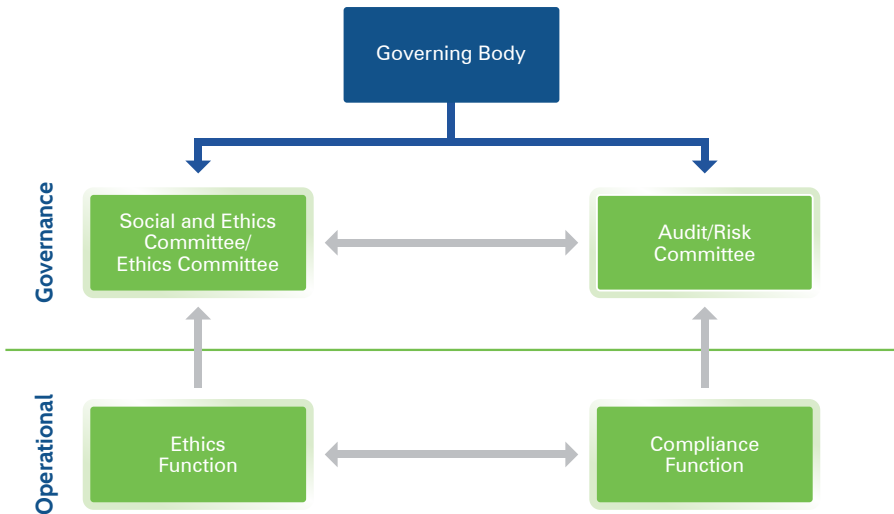 Governing Body
Governance
Social and Ethics
Committee/
Ethics Committee
Audit/Risk
Committee
Operational
Ethics
Function
Compliance
Function